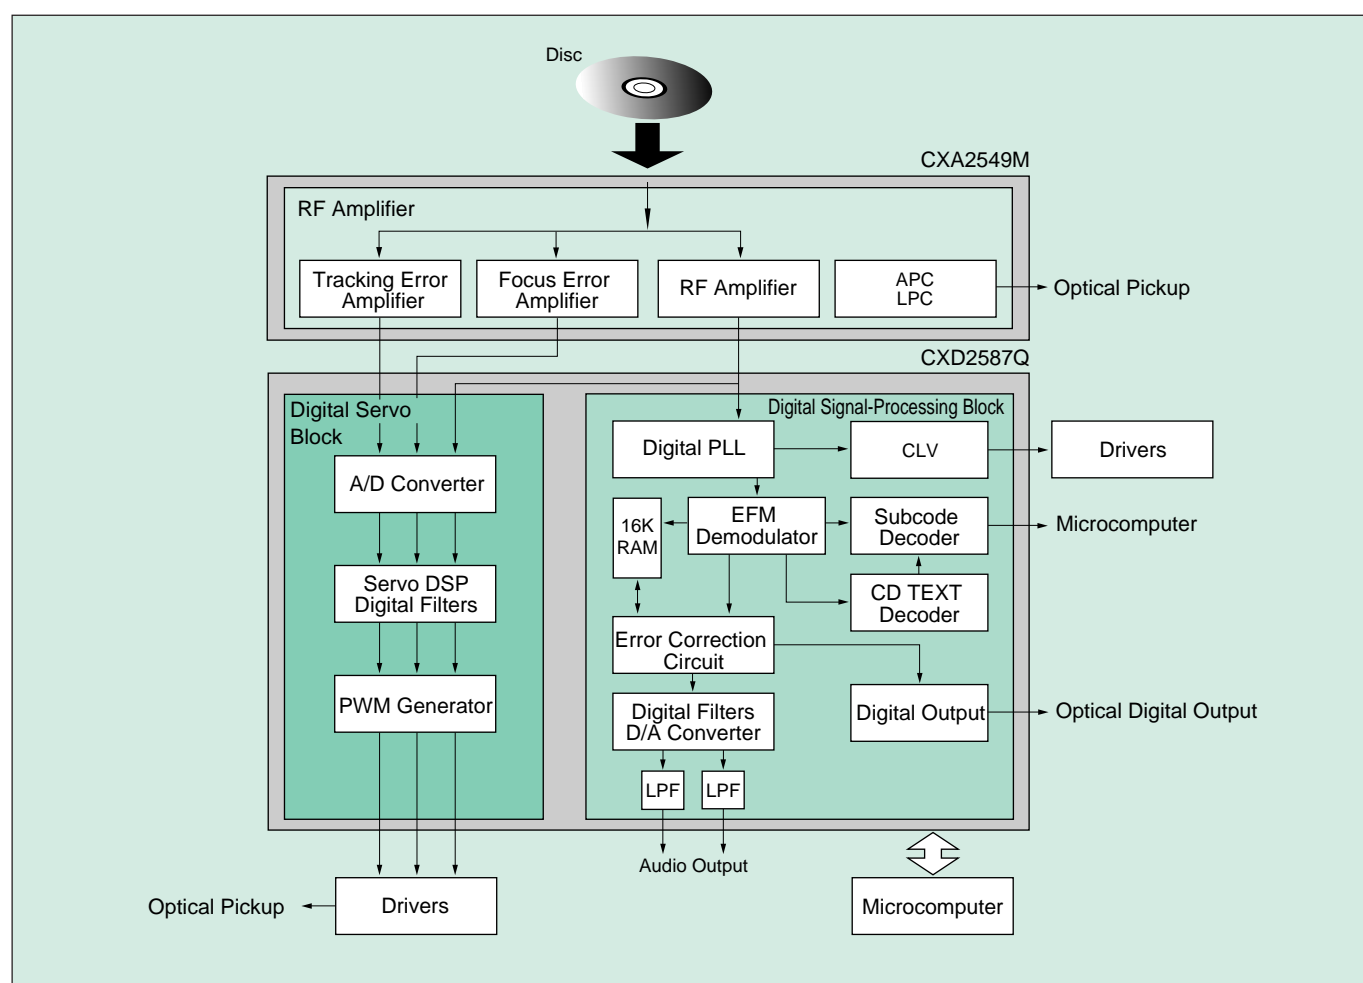 Disc
CXA2549M
RF Amplifier
Tracking Error
Amplifier
Focus Error
Amplifier
RF Amplifier
APC
LPC
Optical Pickup
CXD2587Q
Digital Servo
Block
Digital Signal-Processing Block
A/D Converter
Servo DSP
Digital Filters
PWM Generator
Digital PLL
CLV
Drivers
16K
RAM
EFM
Demodulator
Subcode
Decoder
Microcomputer
CD TEXT
Decoder
Error Correction
Circuit
Digital Filters
D/A Converter
Digital Output
Optical Digital Output
LPF
LPF
Audio Output
Optical Pickup
Drivers
Microcomputer